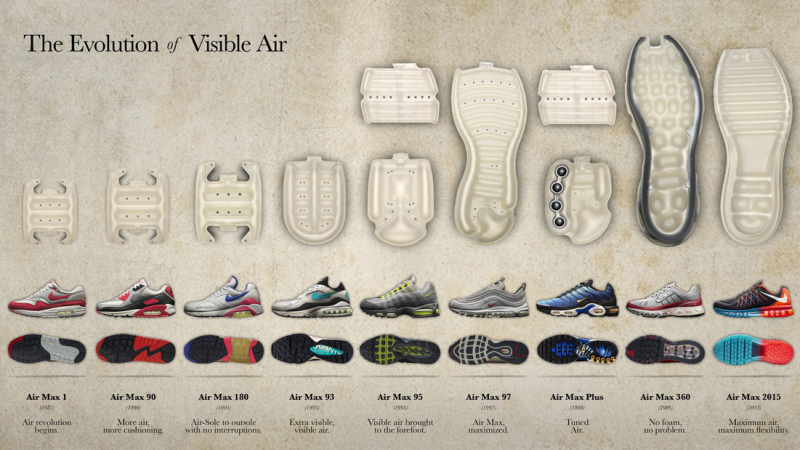 The Evolution of Visible Air
Air Max 1
(1987)
Air revolution
begins.
Air Max 90
(1990)
More air,
more cushioning.
Air Max 180
(1991)
Air-Sole to outsole
with no interruptions.
Air Max 93
(1993)
Extra visible,
visible air.
Air Max 95
(1995)
Visible air brought
to the forefoot.
Air Max 97
(1997)
Air Max,
maximized.
Air Max Plus
(1998)
Tuned
Air.
Air Max 360
(2006)
No foam,
no problem.
Air Max 2015
(2015)
Maximum air,
maximum flexibility.